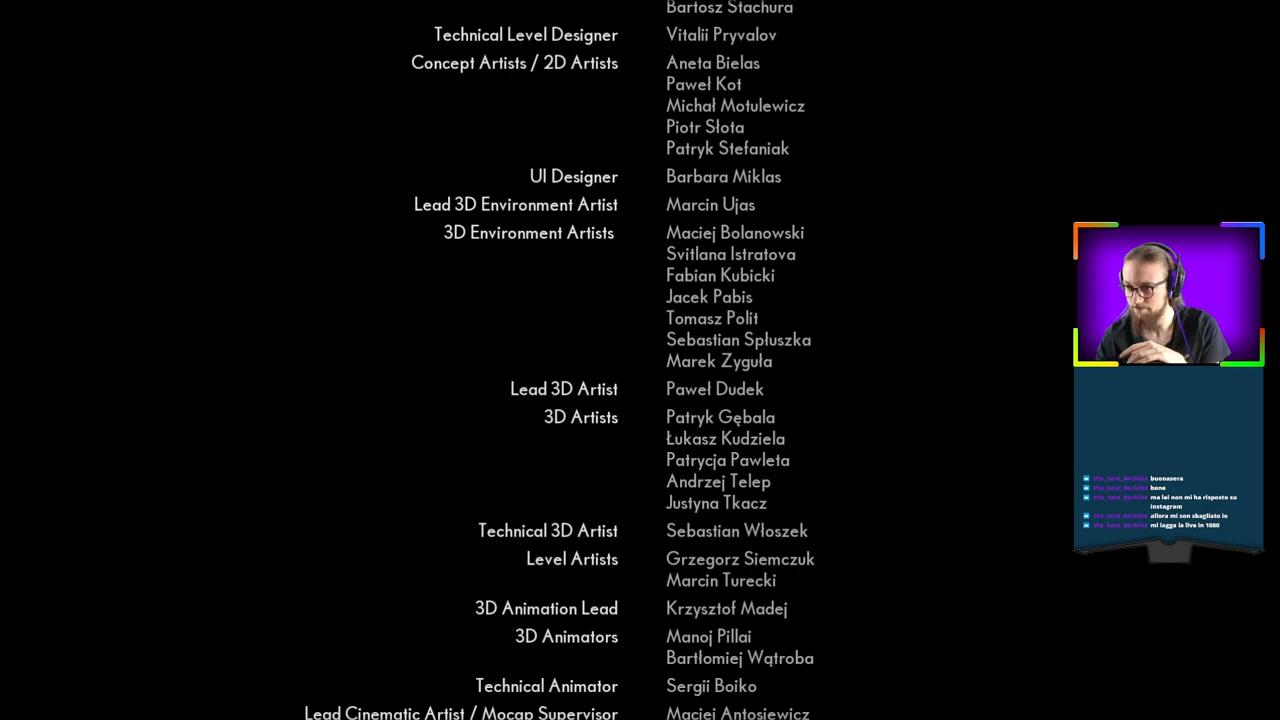 Bartosz Stachura
Technical Level Designer Vitalii Pryvalov
Concept Artists / 2D Artists Aneta Bielas
Paweł Kot
Michał Motulewicz
Piotr Słota
Patryk Stefaniak
UI Designer Barbara Miklas
Lead 3D Environment Artist Marcin Ujas
3D Environment Artists Maciej Bolanowski
Svitlana Istratova
Fabian Kubicki
Jacek Pabis
Tomasz Polit
Sebastian Spłuszka
Marek Zyguła
Lead 3D Artist Paweł Dudek
3D Artists Patryk Gębala
Łukasz Kudziela
Patrycja Pawleta
Andrzej Telep
Justyna Tkacz
Technical 3D Artist Sebastian Włoszek
Level Artists Grzegorz Siemczuk
Marcin Turecki
3D Animation Lead Krzysztof Madej
3D Animators Manoj Pillai
Bartłomiej Wątroba
Technical Animator Sergii Boiko
Lead Cinematic Artist / Mocap Supervisor Maciej Antosiewicz
the_best_decklist buonasera
the_best_decklist bene
the_best_decklist ma lei non mi ha risposto su
instagram
the_best_decklist allora mi son sbagliato io
the_best_decklist mi lagga la live in 1080